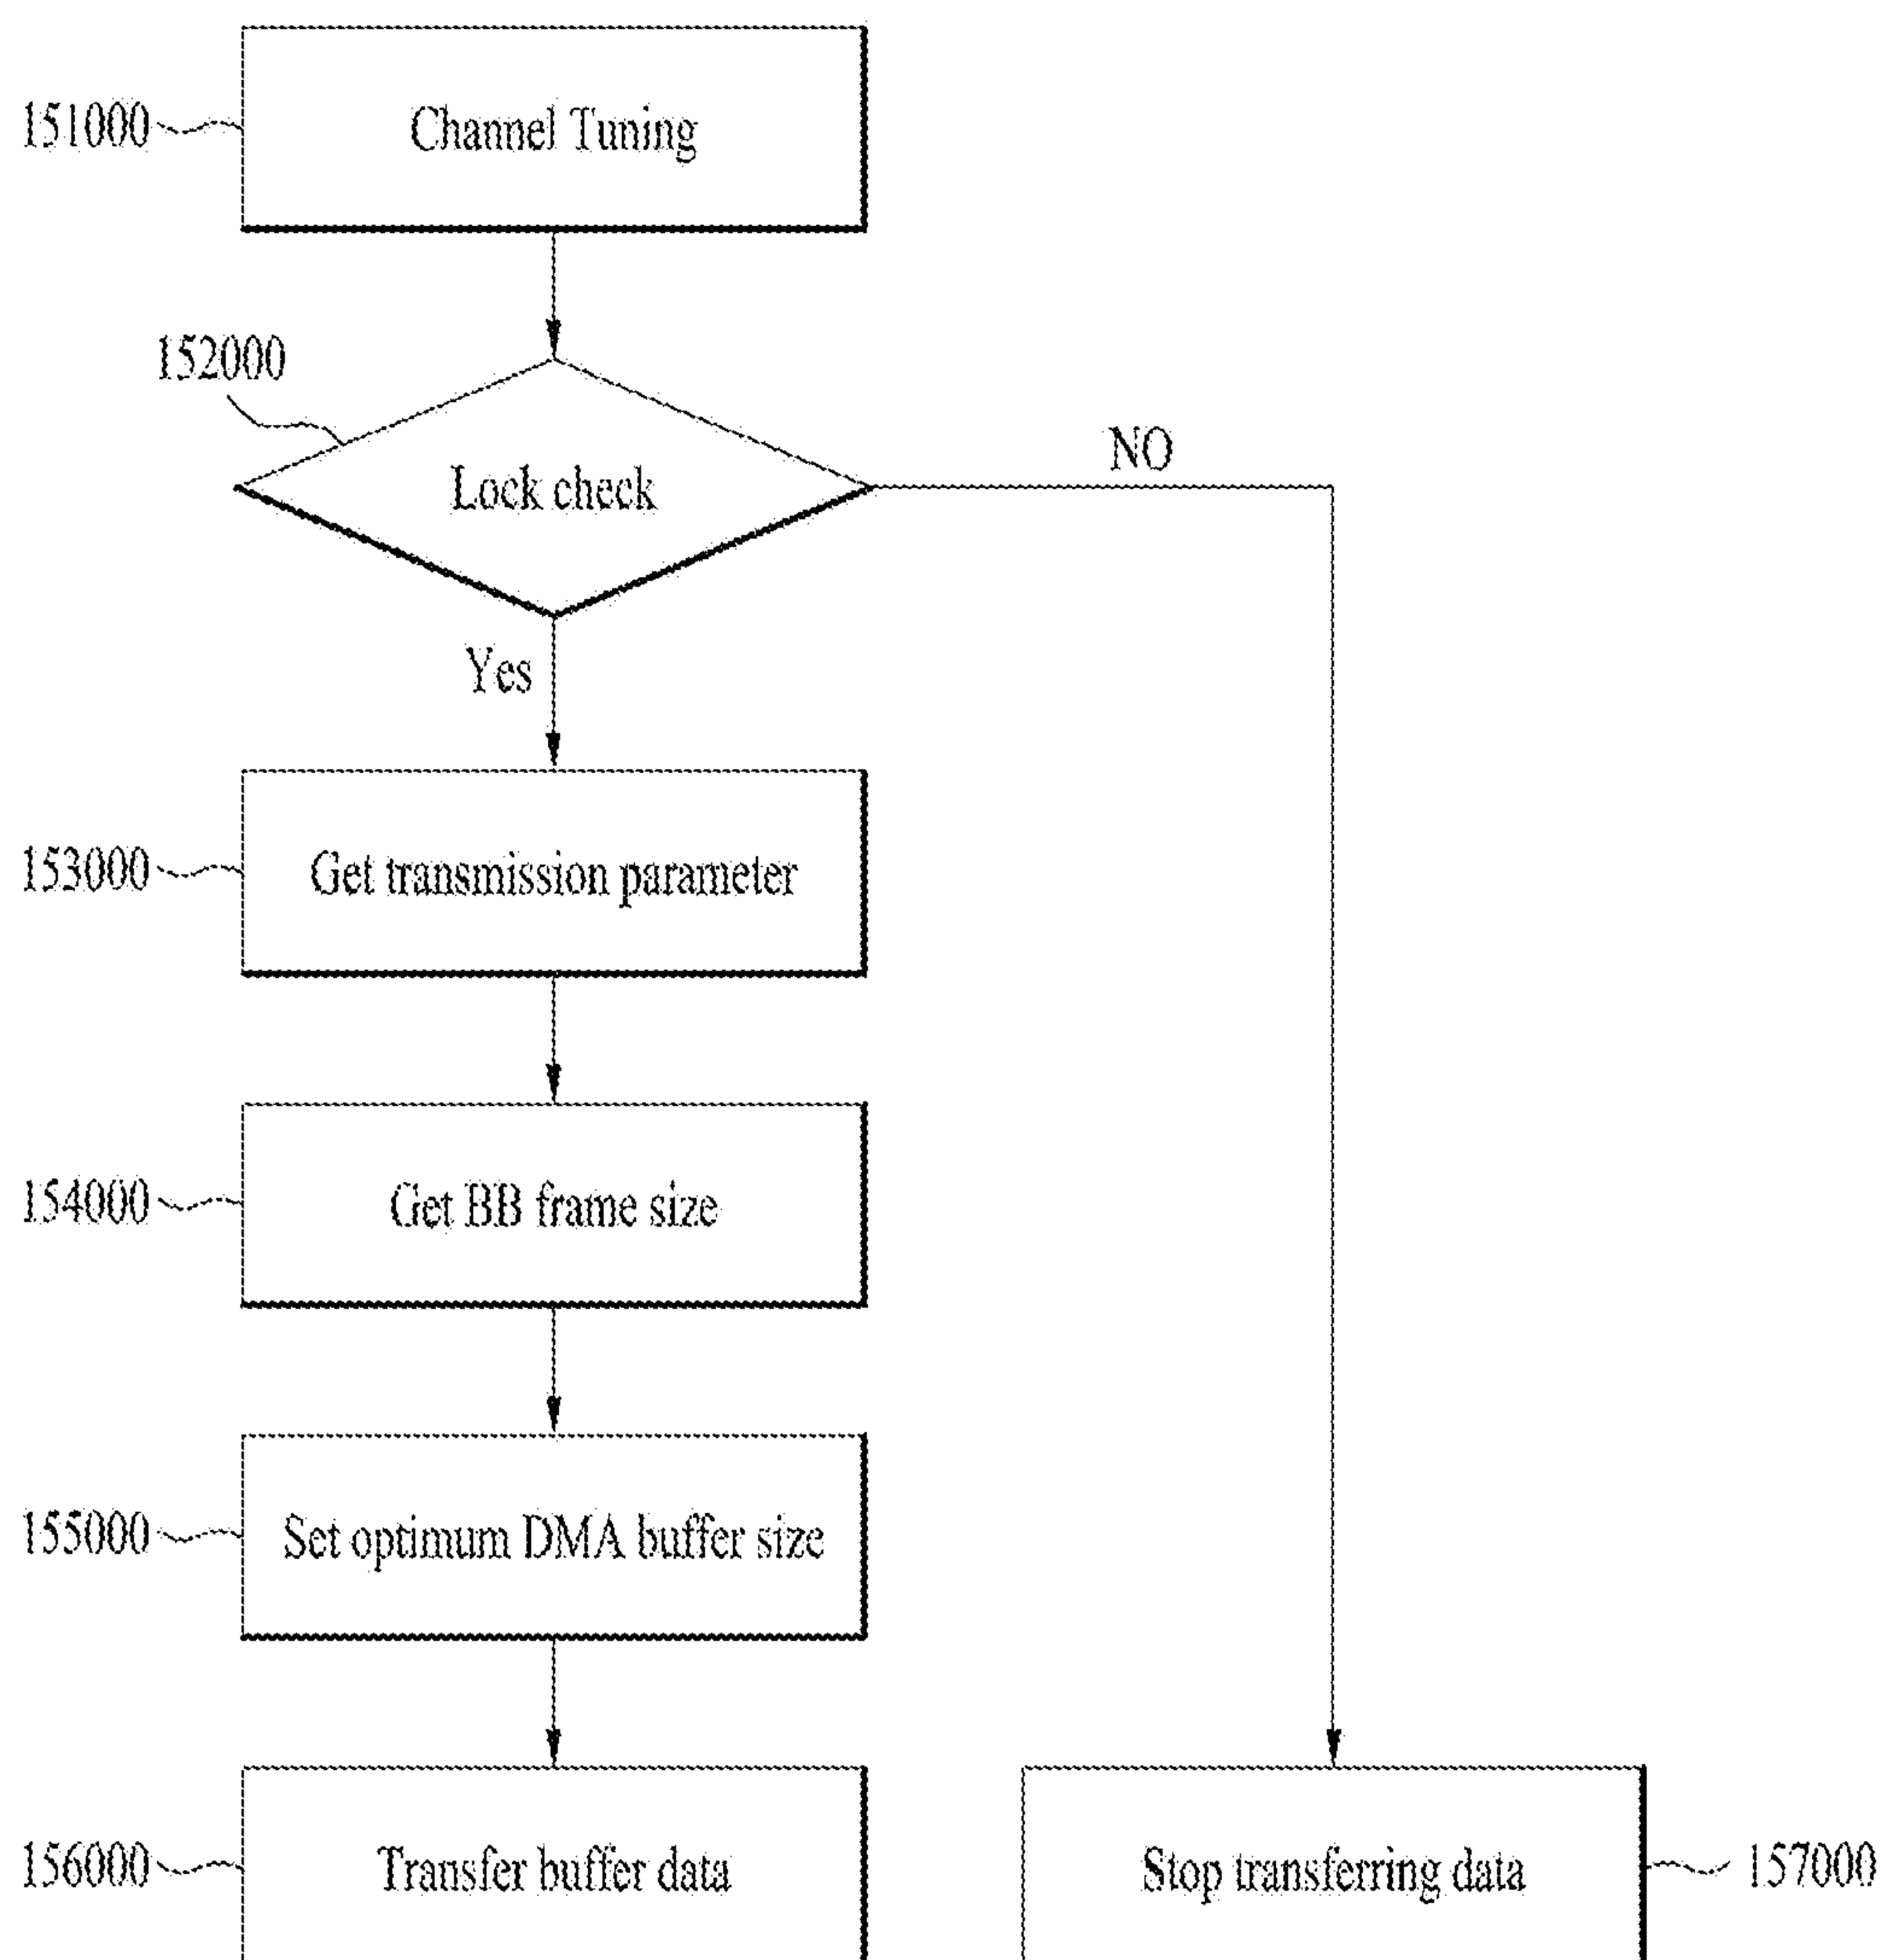 151000
Channel Tuning
152000
Lock check
NO
Yes
153000
Get transmission parameter
154000
Get BB frame size
155000
Set optimum DMA buffer size
156000
Transfer buffer data
Stop transferring data
157000